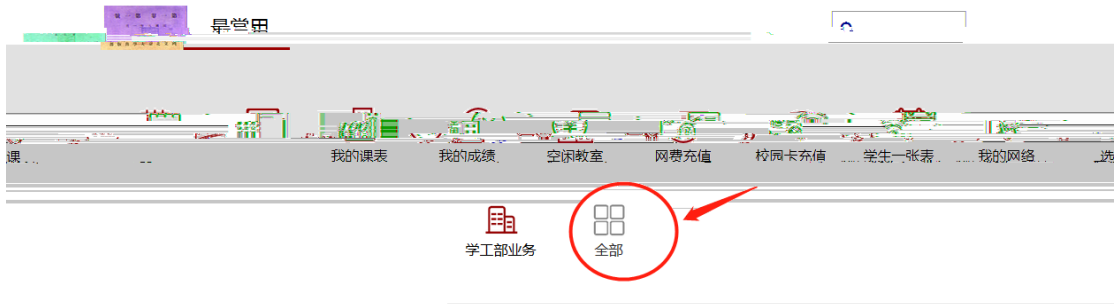 最常用
课 我的课表 我的成绩 空闲教室 网费充值 校园卡充值 学生一张表 我的网络 选
学工部业务 全部